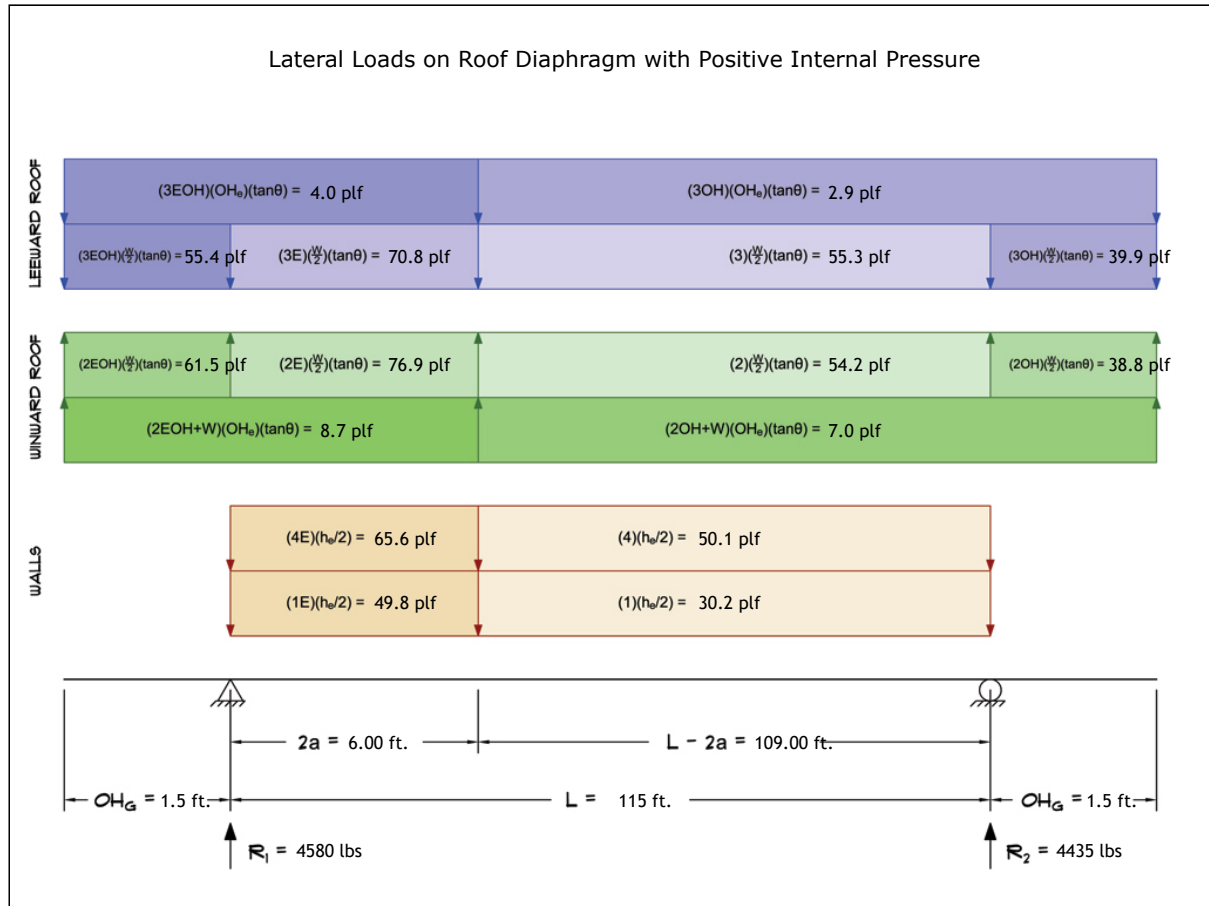 Lateral Loads on Roof Diaphragm with Positive Internal Pressure
LEEWARD ROOF
(3EOH)(OHₑ)(tanθ) = 4.0 plf
(3OH)(OHₑ)(tanθ) = 2.9 plf
(3EOH)(W/2)(tanθ) = 55.4 plf
(3E)(W/2)(tanθ) = 70.8 plf
(3)(W/2)(tanθ) = 55.3 plf
(3OH)(W/2)(tanθ) = 39.9 plf
WINWARD ROOF
(2EOH)(W/2)(tanθ) = 61.5 plf
(2E)(W/2)(tanθ) = 76.9 plf
(2)(W/2)(tanθ) = 54.2 plf
(2OH)(W/2)(tanθ) = 38.8 plf
(2EOH+W)(OHₑ)(tanθ) = 8.7 plf
(2OH+W)(OHₑ)(tanθ) = 7.0 plf
WALLS
(4E)(hₑ/2) = 65.6 plf
(4)(hₑ/2) = 50.1 plf
(1E)(hₑ/2) = 49.8 plf
(1)(hₑ/2) = 30.2 plf
2a = 6.00 ft.
L - 2a = 109.00 ft.
OH_G = 1.5 ft.
L = 115 ft.
OH_G = 1.5 ft.
R₁ = 4580 lbs
R₂ = 4435 lbs